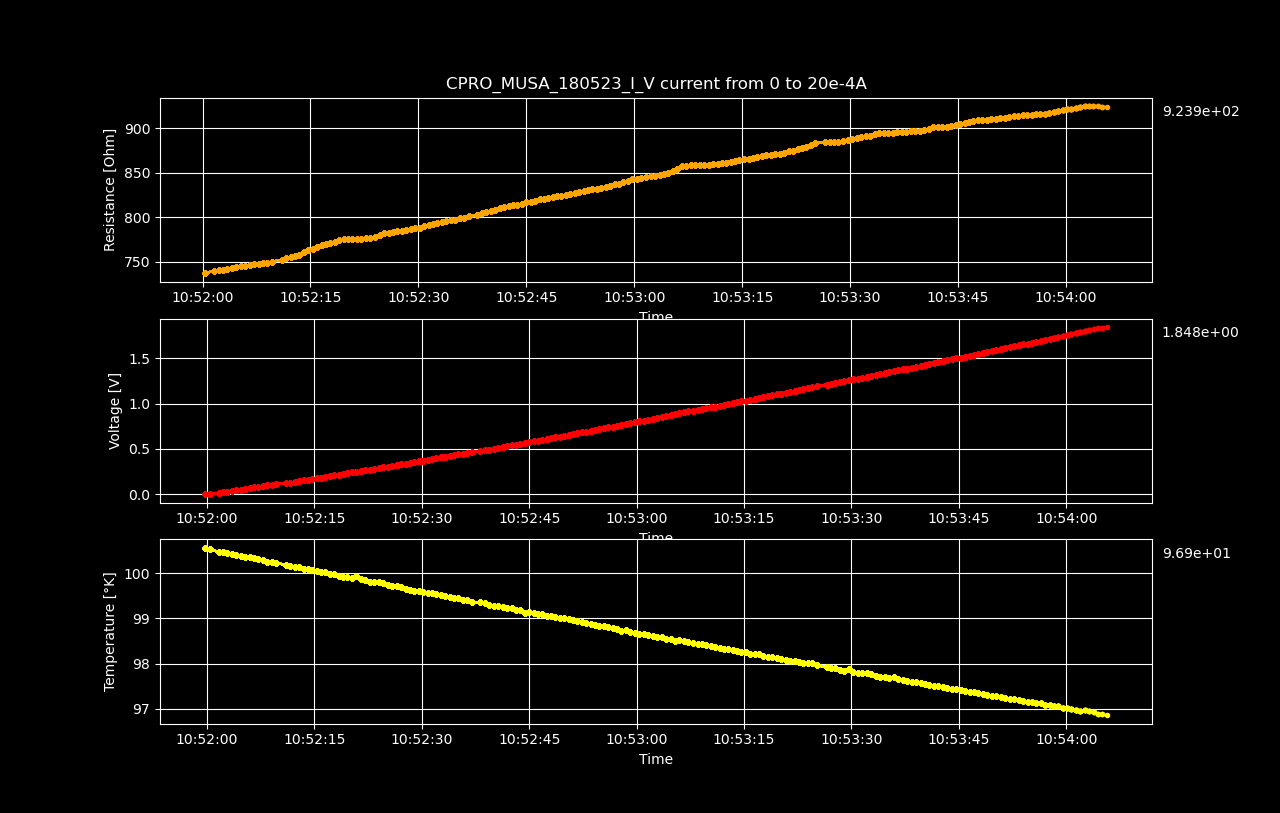 CPRO_MUSA_180523_I_V current from 0 to 20e-4A
9.239e+02
Resistance [Ohm]
900
850
800
750
10:52:00 10:52:15 10:52:30 10:52:45 10:53:00 10:53:15 10:53:30 10:53:45 10:54:00
Time
1.848e+00
Voltage [V]
1.5
1.0
0.5
0.0
10:52:00 10:52:15 10:52:30 10:52:45 10:53:00 10:53:15 10:53:30 10:53:45 10:54:00
Time
9.69e+01
Temperature [°K]
100
99
98
97
10:52:00 10:52:15 10:52:30 10:52:45 10:53:00 10:53:15 10:53:30 10:53:45 10:54:00
Time